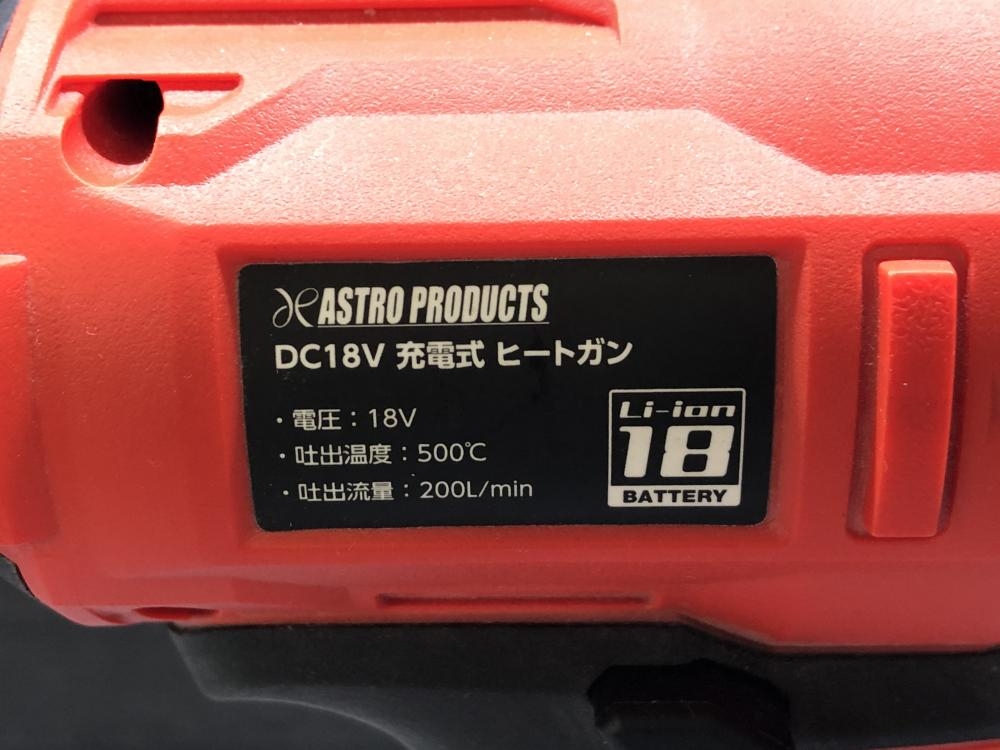 ASTRO PRODUCTS
DC18V 充電式 ヒートガン
・電圧：18V
・吐出温度：500℃
・吐出流量：200L/min
Li-ion
18
BATTERY